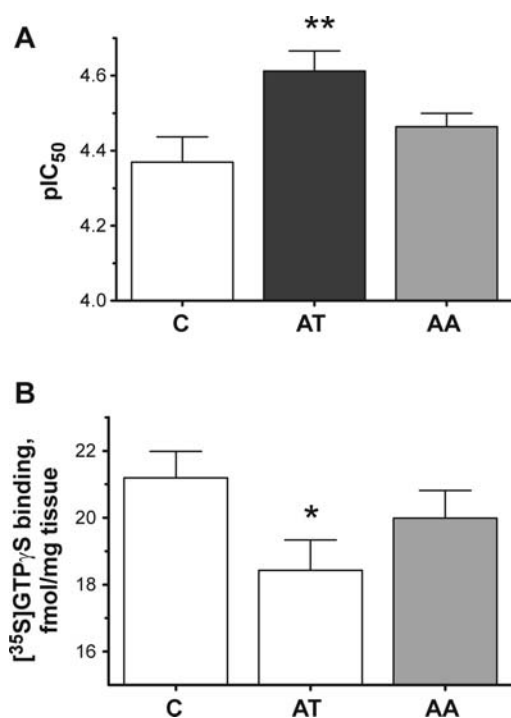 A
**
4.6
4.4
4.2
4.0
pIC50
C AT AA
B
22
20
18
16
[35S]GTPγS binding,
fmol/mg tissue
*
C AT AA